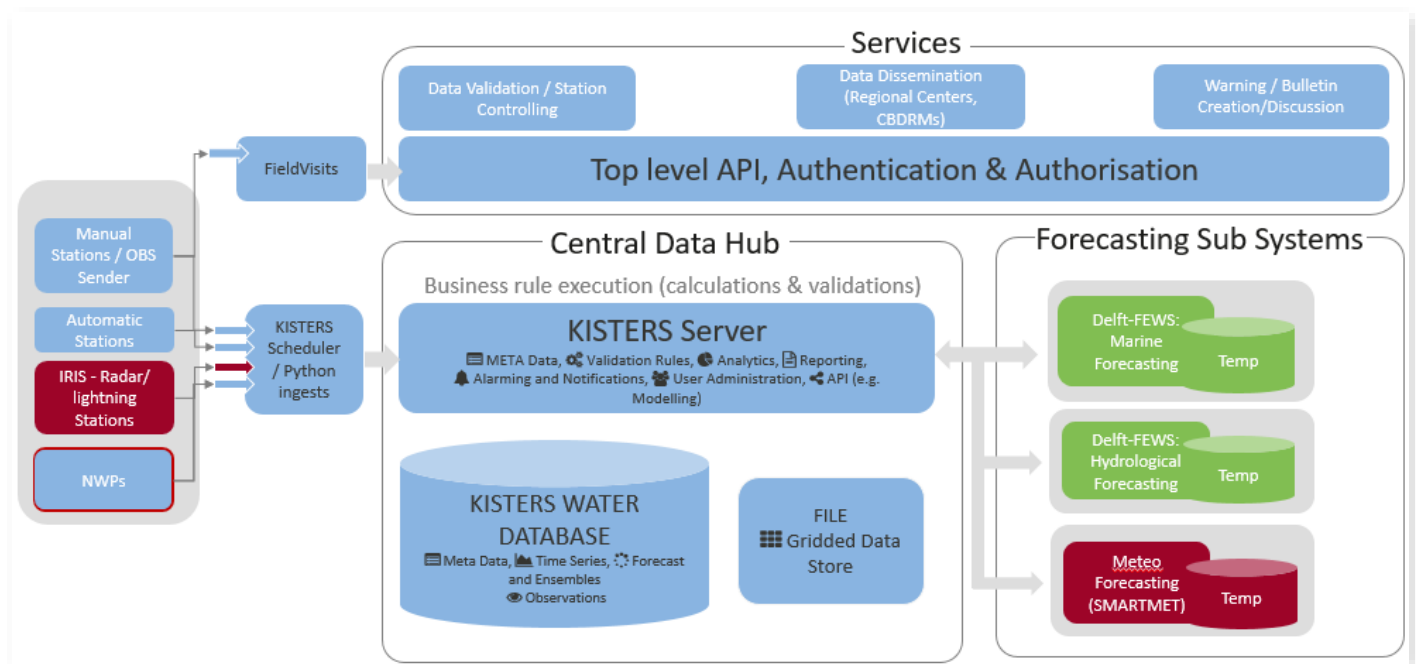 Services
Data Validation / Station
Controlling
Data Dissemination
(Regional Centers,
CBDRMs)
Warning / Bulletin
Creation/Discussion
FieldVisits
Top level API, Authentication & Authorisation
Manual
Stations / OBS
Sender
Automatic
Stations
IRIS - Radar/
lightning
Stations
NWPs
KISTERS
Scheduler
/ Python
ingests
Central Data Hub
Business rule execution (calculations & validations)
KISTERS Server
META Data, Validation Rules, Analytics, Reporting,
Alarming and Notifications, User Administration, API (e.g.
Modelling)
KISTERS WATER
DATABASE
Meta Data, Time Series, Forecast
and Ensembles
Observations
FILE
Gridded Data
Store
Forecasting Sub Systems
Delft-FEWS:
Marine
Forecasting
Temp
Delft-FEWS:
Hydrological
Forecasting
Temp
Meteo
Forecasting
(SMARTMET)
Temp